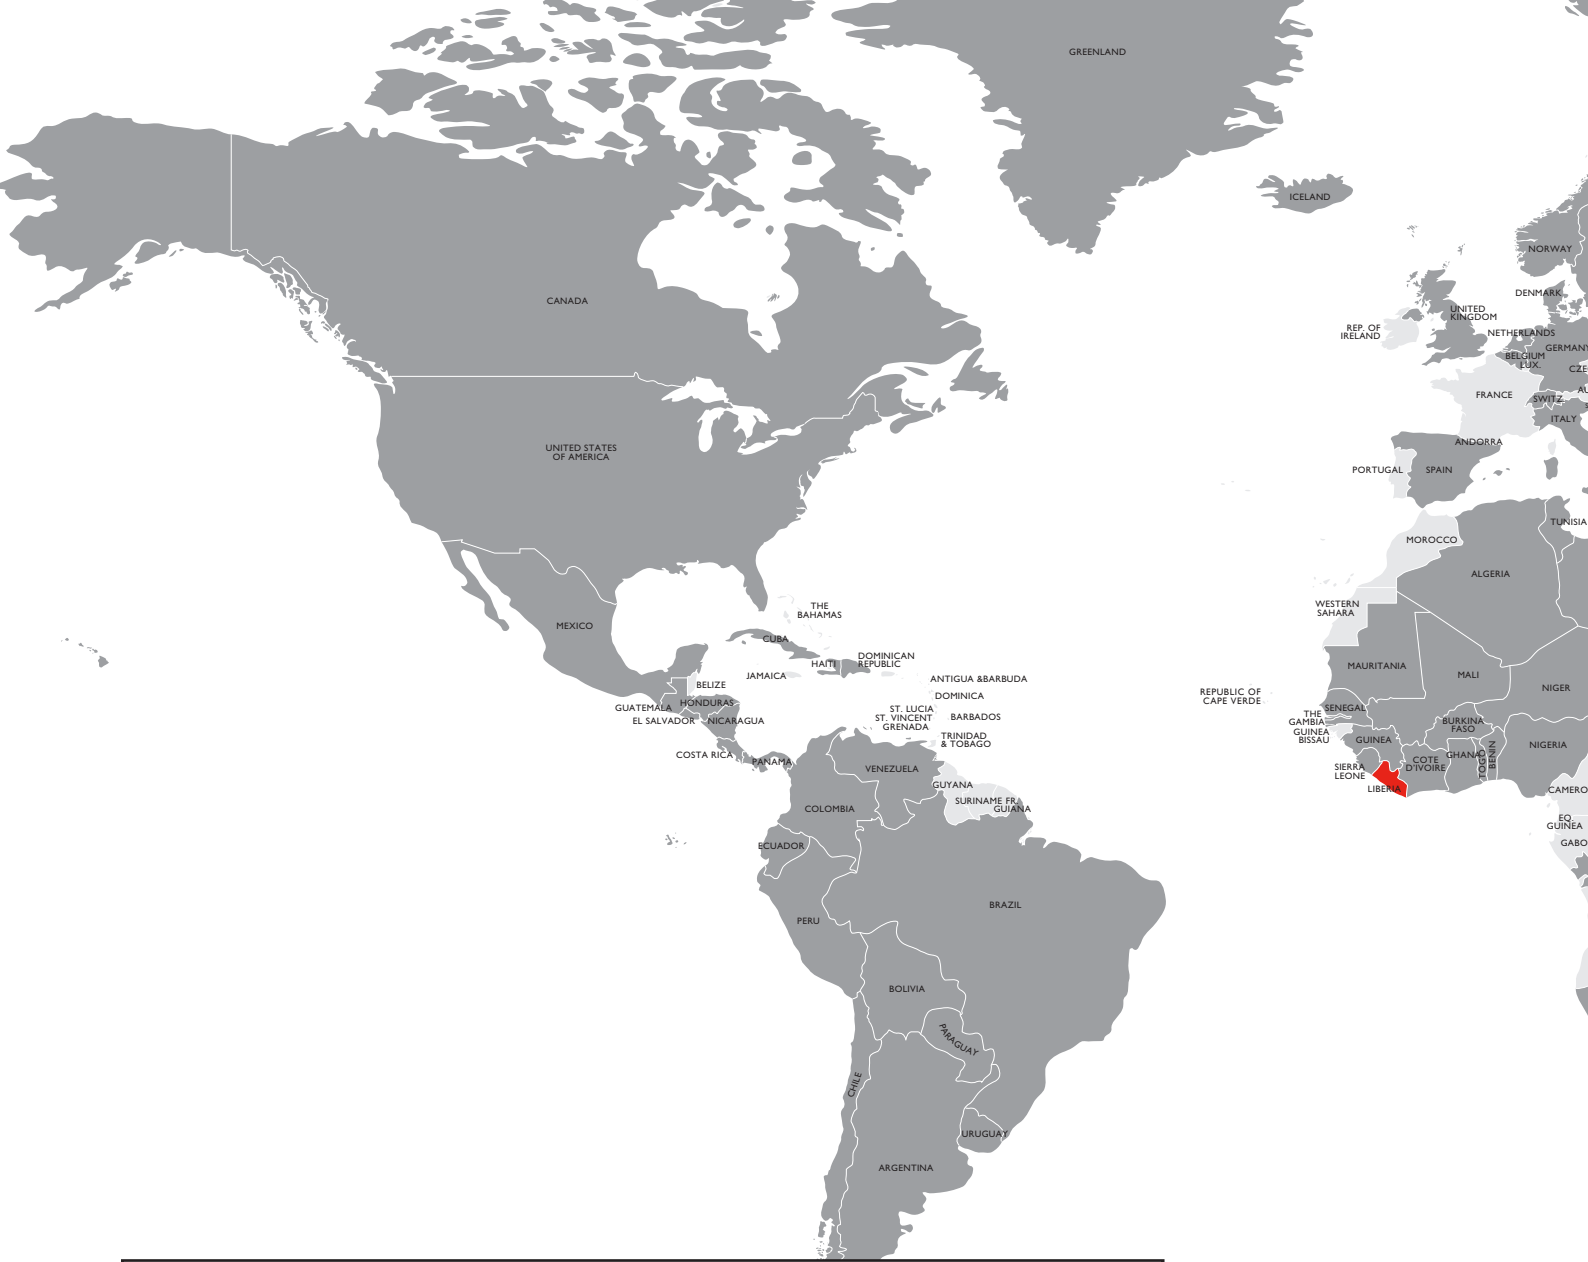 GREENLAND
ICELAND
NORWAY
CANADA
DENMARK
UNITED
KINGDOM
REP. OF
IRELAND
NETHERLANDS
GERMANY
BELGIUM
LUX.
CZE
AU
S
FRANCE
SWITZ.
ITALY
ANDORRA
PORTUGAL
SPAIN
UNITED STATES
OF AMERICA
TUNISIA
MOROCCO
ALGERIA
WESTERN
SAHARA
THE
BAHAMAS
MEXICO
CUBA
HAITI
DOMINICAN
REPUBLIC
JAMAICA
BELIZE
ANTIGUA &BARBUDA
DOMINICA
MAURITANIA
MALI
NIGER
REPUBLIC OF
CAPE VERDE
GUATEMALA
HONDURAS
EL SALVADOR
NICARAGUA
ST. LUCIA
ST. VINCENT
GRENADA
BARBADOS
TRINIDAD
& TOBAGO
SENEGAL
THE
GAMBIA
GUINEA
BISSAU
GUINEA
BURKINA
FASO
NIGERIA
COSTA RICA
PANAMA
VENEZUELA
GUYANA
SURINAME
FR.
GUIANA
COLOMBIA
SIERRA
LEONE
LIBERIA
COTE
D'IVOIRE
GHANA
TOGO
BENIN
CAMERO
EQ.
GUINEA
GABO
ECUADOR
PERU
BRAZIL
BOLIVIA
PARAGUAY
CHILE
URUGUAY
ARGENTINA